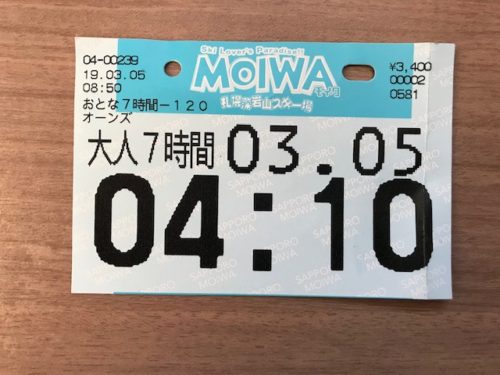 04-00239
19.03.05
08:50
おとな7時間-120
オーンズ
Ski Lover's Paradise!!
MOIWA
札幌藻岩山スキー場
¥3,400
00002
0581
大人7時間 03.05
04:10
SAPPORO
MOIWA